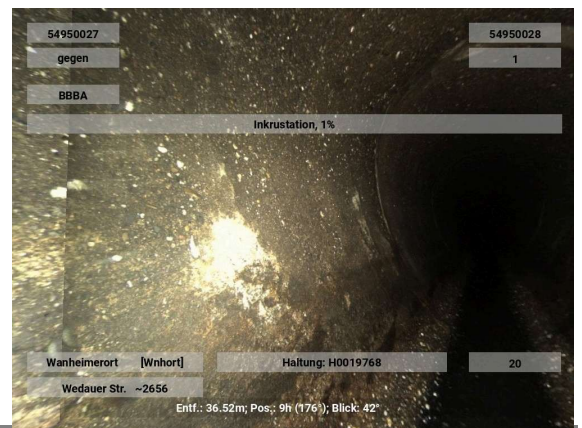 54950027 54950028
gegen 1
BBBA
Inkrustation, 1%
Wanheimerort [Wnhort] Haltung: H0019768 20
Wedauer Str. ~2656
Entf.: 36.52m; Pos.: 9h (176°); Blick: 42°